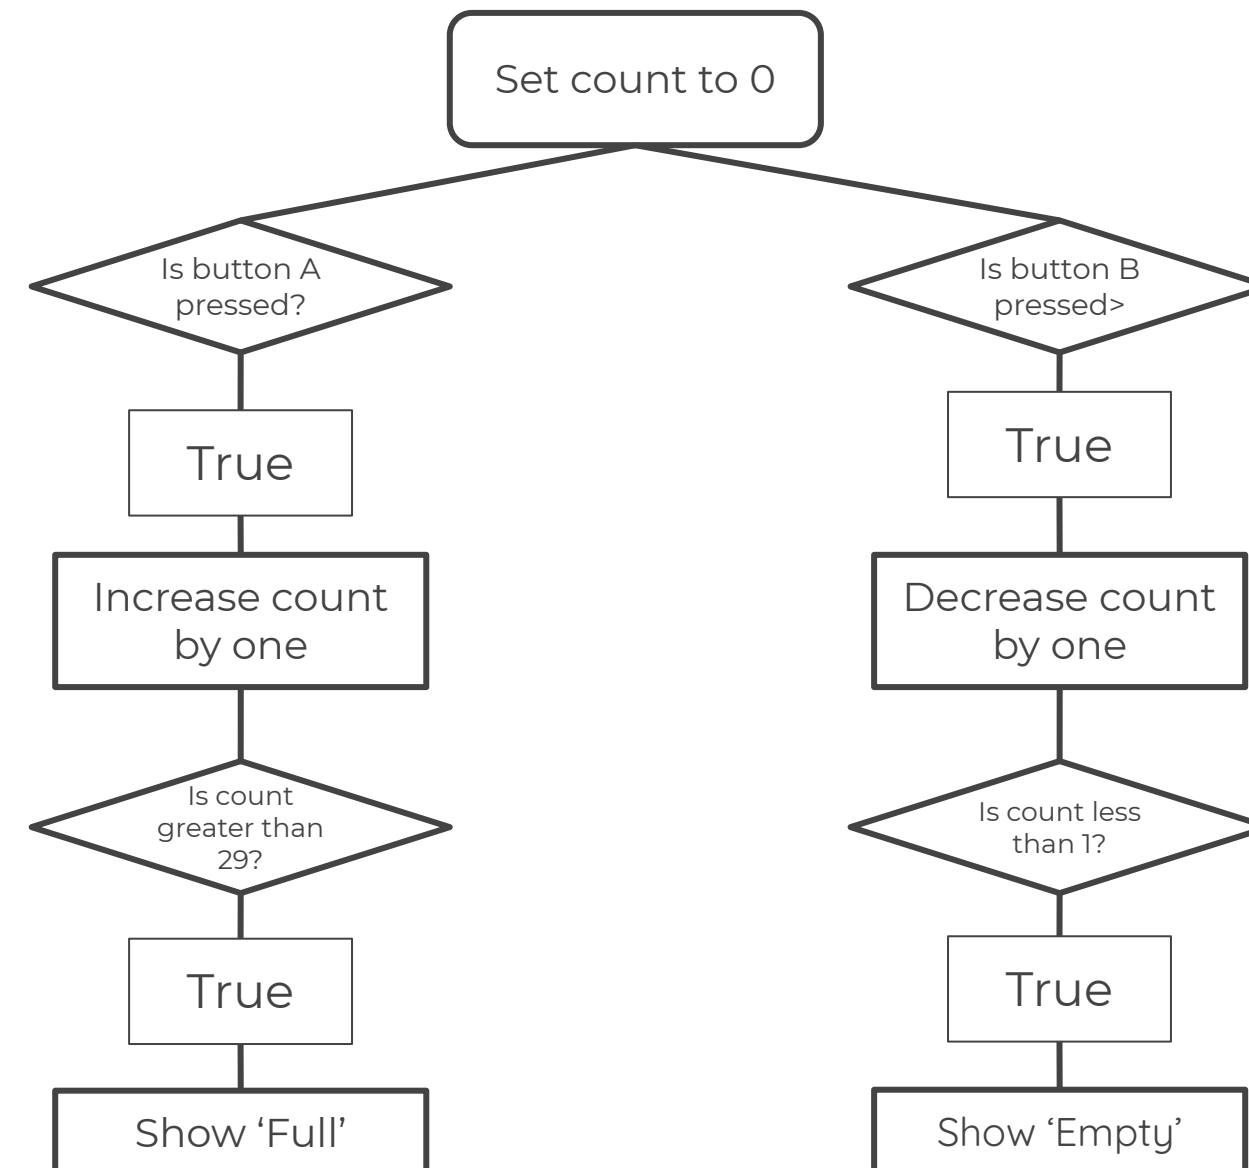 Set count to 0
Is button A
pressed?
True
Increase count
by one
Is count
greater than
29?
True
Show ‘Full’
Is button B
pressed>
True
Decrease count
by one
Is count less
than 1?
True
Show ‘Empty’